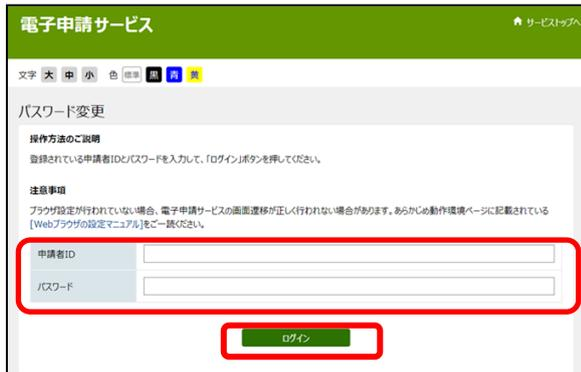 電子申請サービス
サービストップへ
文字 大 中 小 色 標準 黒 青 黄
パスワード変更
操作方法のご説明
登録されている申請者IDとパスワードを入力して、「ログイン」ボタンを押してください。
注意事項
ブラウザ設定が行われていない場合、電子申請サービスの画面遷移が正しく行われない場合があります。あらかじめ動作環境ページに記載されている
[Webブラウザの設定マニュアル]をご一読ください。
申請者ID
パスワード
ログイン